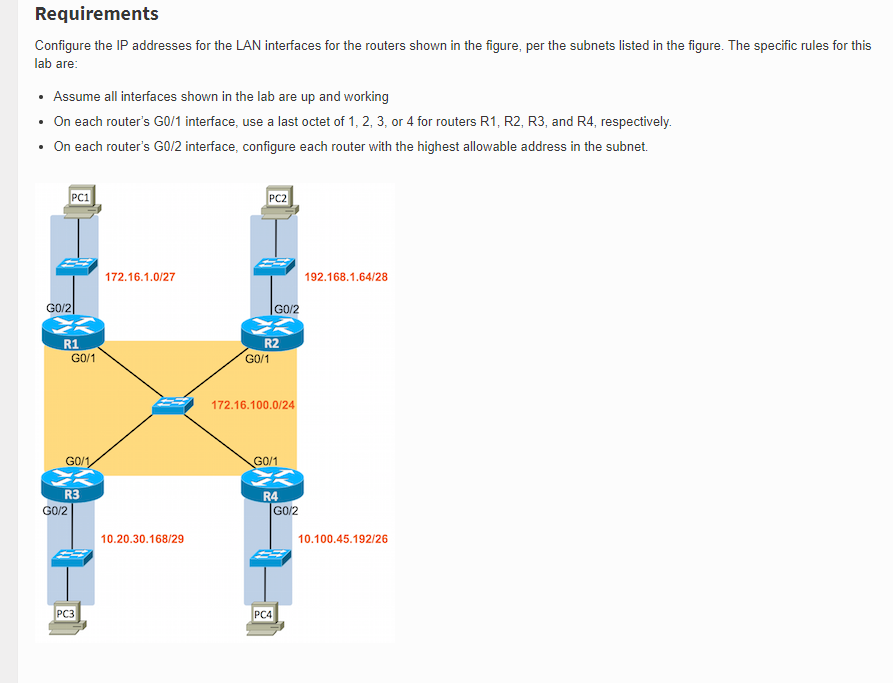 Requirements
Configure the IP addresses for the LAN interfaces for the routers shown in the figure, per the subnets listed in the figure. The specific rules for this
lab are:
• Assume all interfaces shown in the lab are up and working
• On each router's G0/1 interface, use a last octet of 1, 2, 3, or 4 for routers R1, R2, R3, and R4, respectively.
• On each router's G0/2 interface, configure each router with the highest allowable address in the subnet.
PC1
PC2
172.16.1.0/27
192.168.1.64/28
G0/2
G0/2
R1
R2
G0/1
G0/1
172.16.100.0/24
G0/1
G0/1
R3
R4
G0/2
G0/2
10.20.30.168/29
10.100.45.192/26
PC3
PC4